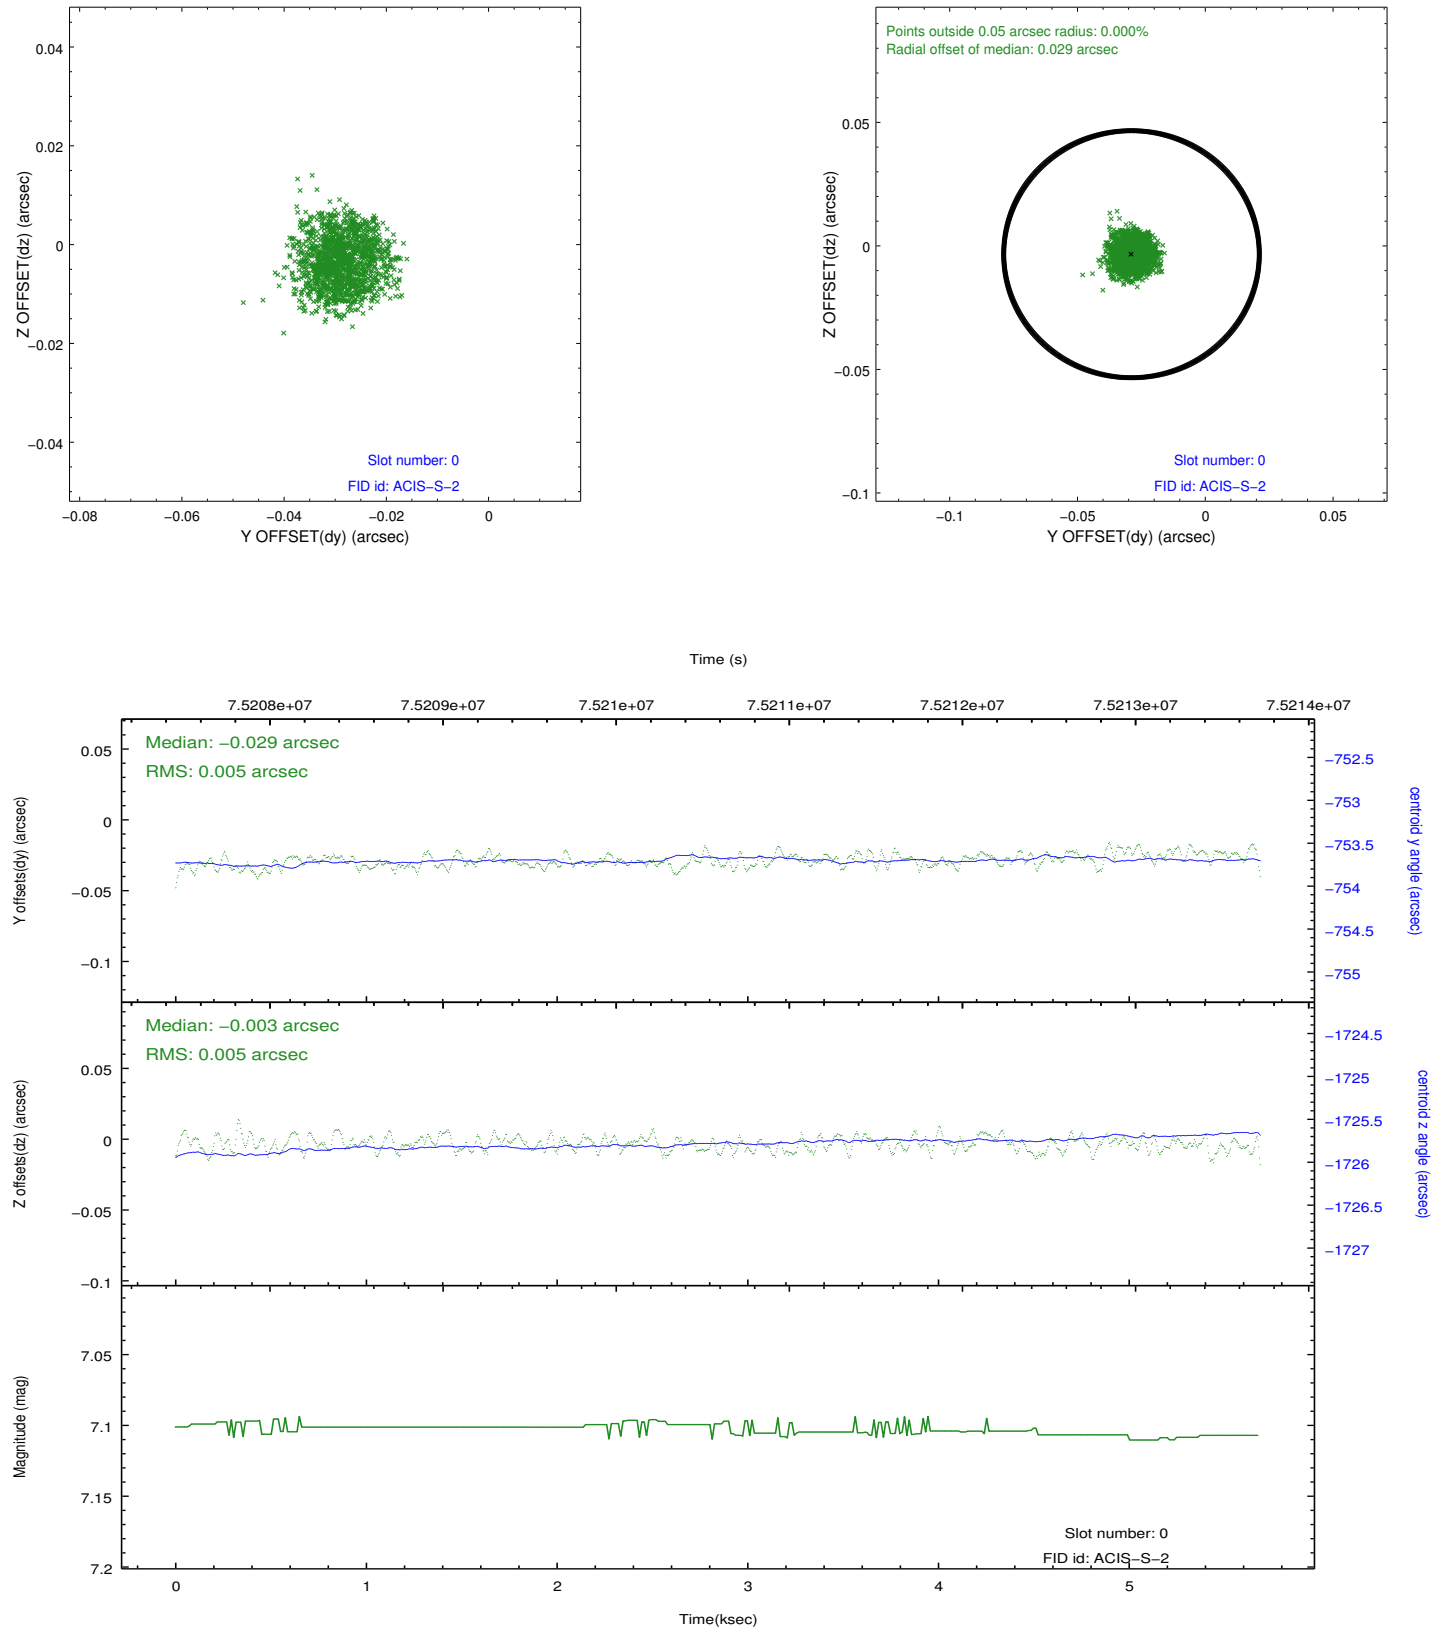 0.04
0.02
0
−0.02
−0.04
Z OFFSET(dz) (arcsec)
Slot number: 0
FID id: ACIS−S−2
−0.08
−0.06
−0.04
−0.02
0
Y OFFSET(dy) (arcsec)
Points outside 0.05 arcsec radius: 0.000%
Radial offset of median: 0.029 arcsec
0.05
0
−0.05
−0.1
Z OFFSET(dz) (arcsec)
Slot number: 0
FID id: ACIS−S−2
−0.1
−0.05
0
0.05
Y OFFSET(dy) (arcsec)
Time (s)
7.5208e+07
7.5209e+07
7.521e+07
7.5211e+07
7.5212e+07
7.5213e+07
7.5214e+07
Median: −0.029 arcsec
RMS: 0.005 arcsec
0.05
0
−0.05
−0.1
Y offsets(dy) (arcsec)
−752.5
−753
−753.5
−754
−754.5
−755
centroid y angle (arcsec)
Median: −0.003 arcsec
RMS: 0.005 arcsec
0.05
0
−0.05
−0.1
Z offsets(dz) (arcsec)
−1724.5
−1725
−1725.5
−1726
−1726.5
−1727
centroid z angle (arcsec)
7.05
7.1
7.15
7.2
Magnitude (mag)
Slot number: 0
FID id: ACIS−S−2
0
1
2
3
4
5
Time(ksec)